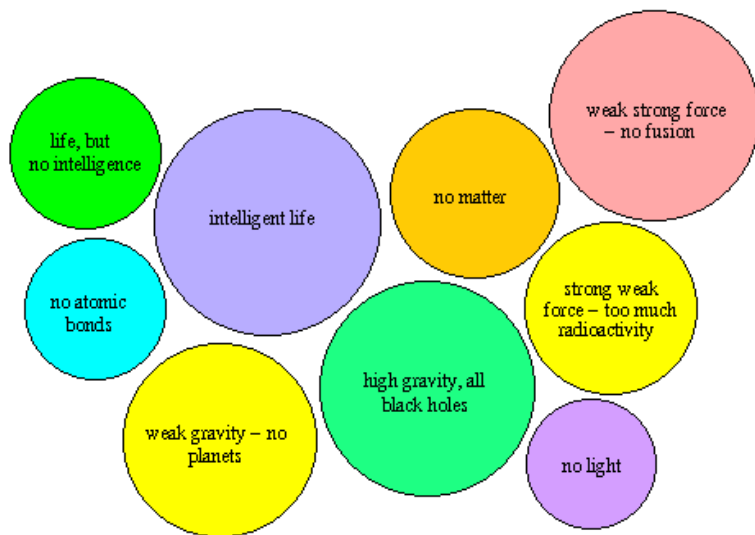 weak strong force
– no fusion
life, but
no intelligence
no matter
intelligent life
strong weak
force – too much
radioactivity
no atomic
bonds
high gravity, all
black holes
weak gravity – no
planets
no light